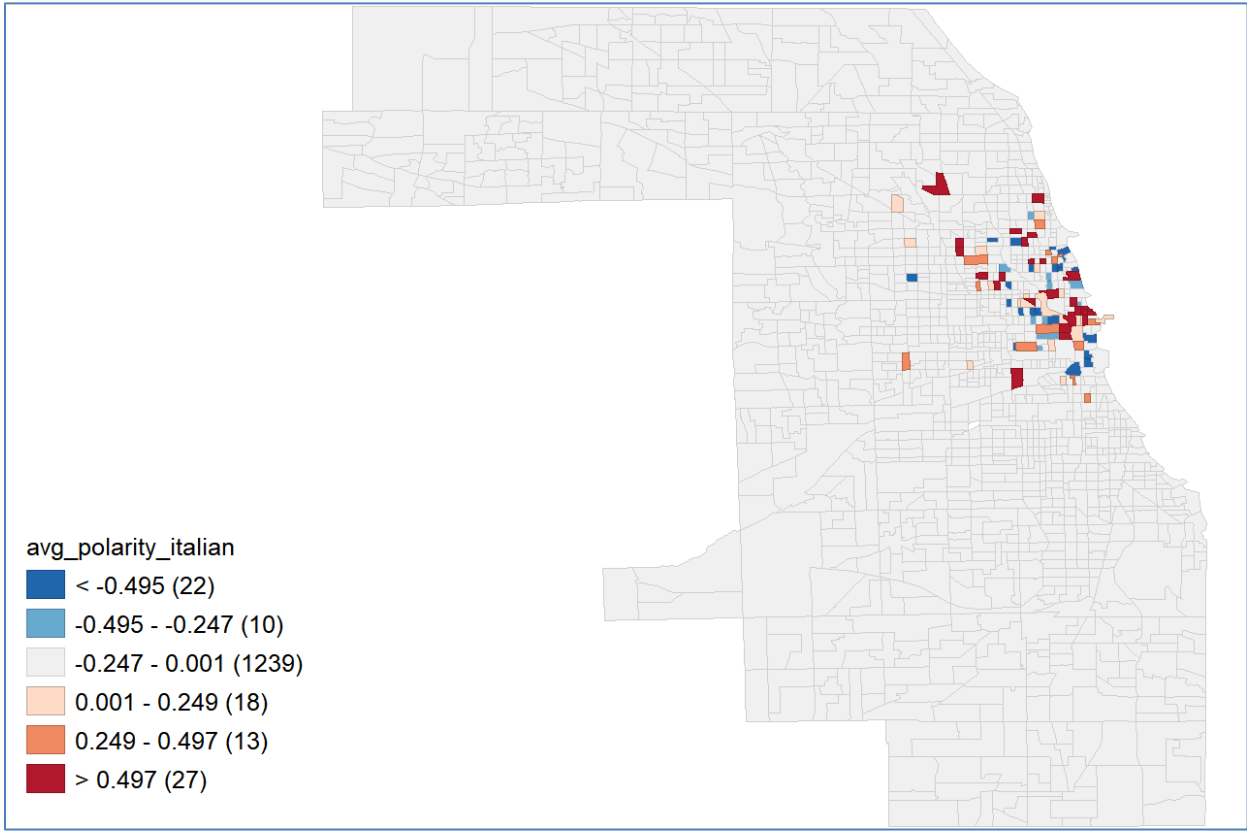 avg_polarity_italian
< -0.495 (22)
-0.495 - -0.247 (10)
-0.247 - 0.001 (1239)
0.001 - 0.249 (18)
0.249 - 0.497 (13)
> 0.497 (27)